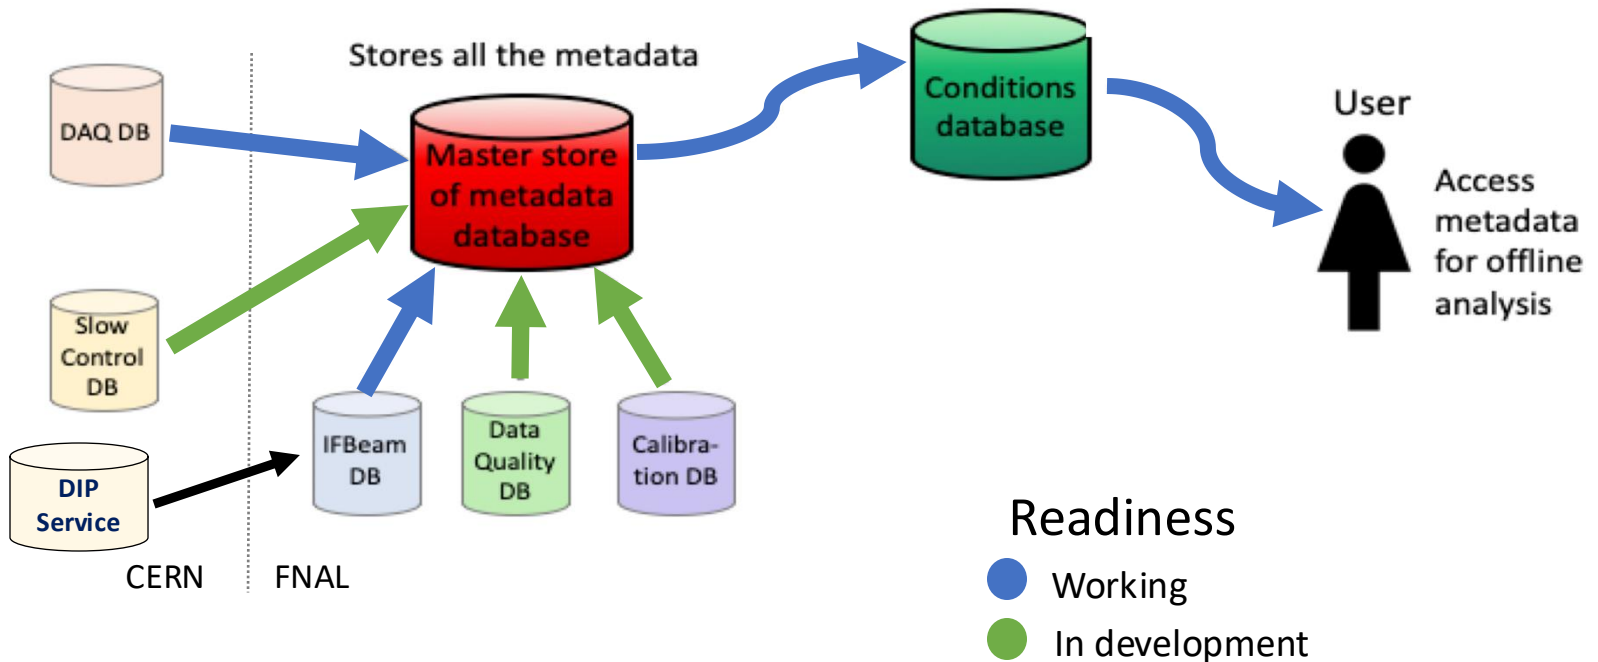 Stores all the metadata
DAQ DB
Master store
of metadata
database
Conditions
database
User
Access
metadata
for offline
analysis
Slow
Control
DB
DIP
Service
IFBeam
DB
Data
Quality
DB
Calibra-
tion DB
CERN
FNAL
Readiness
Working
In development